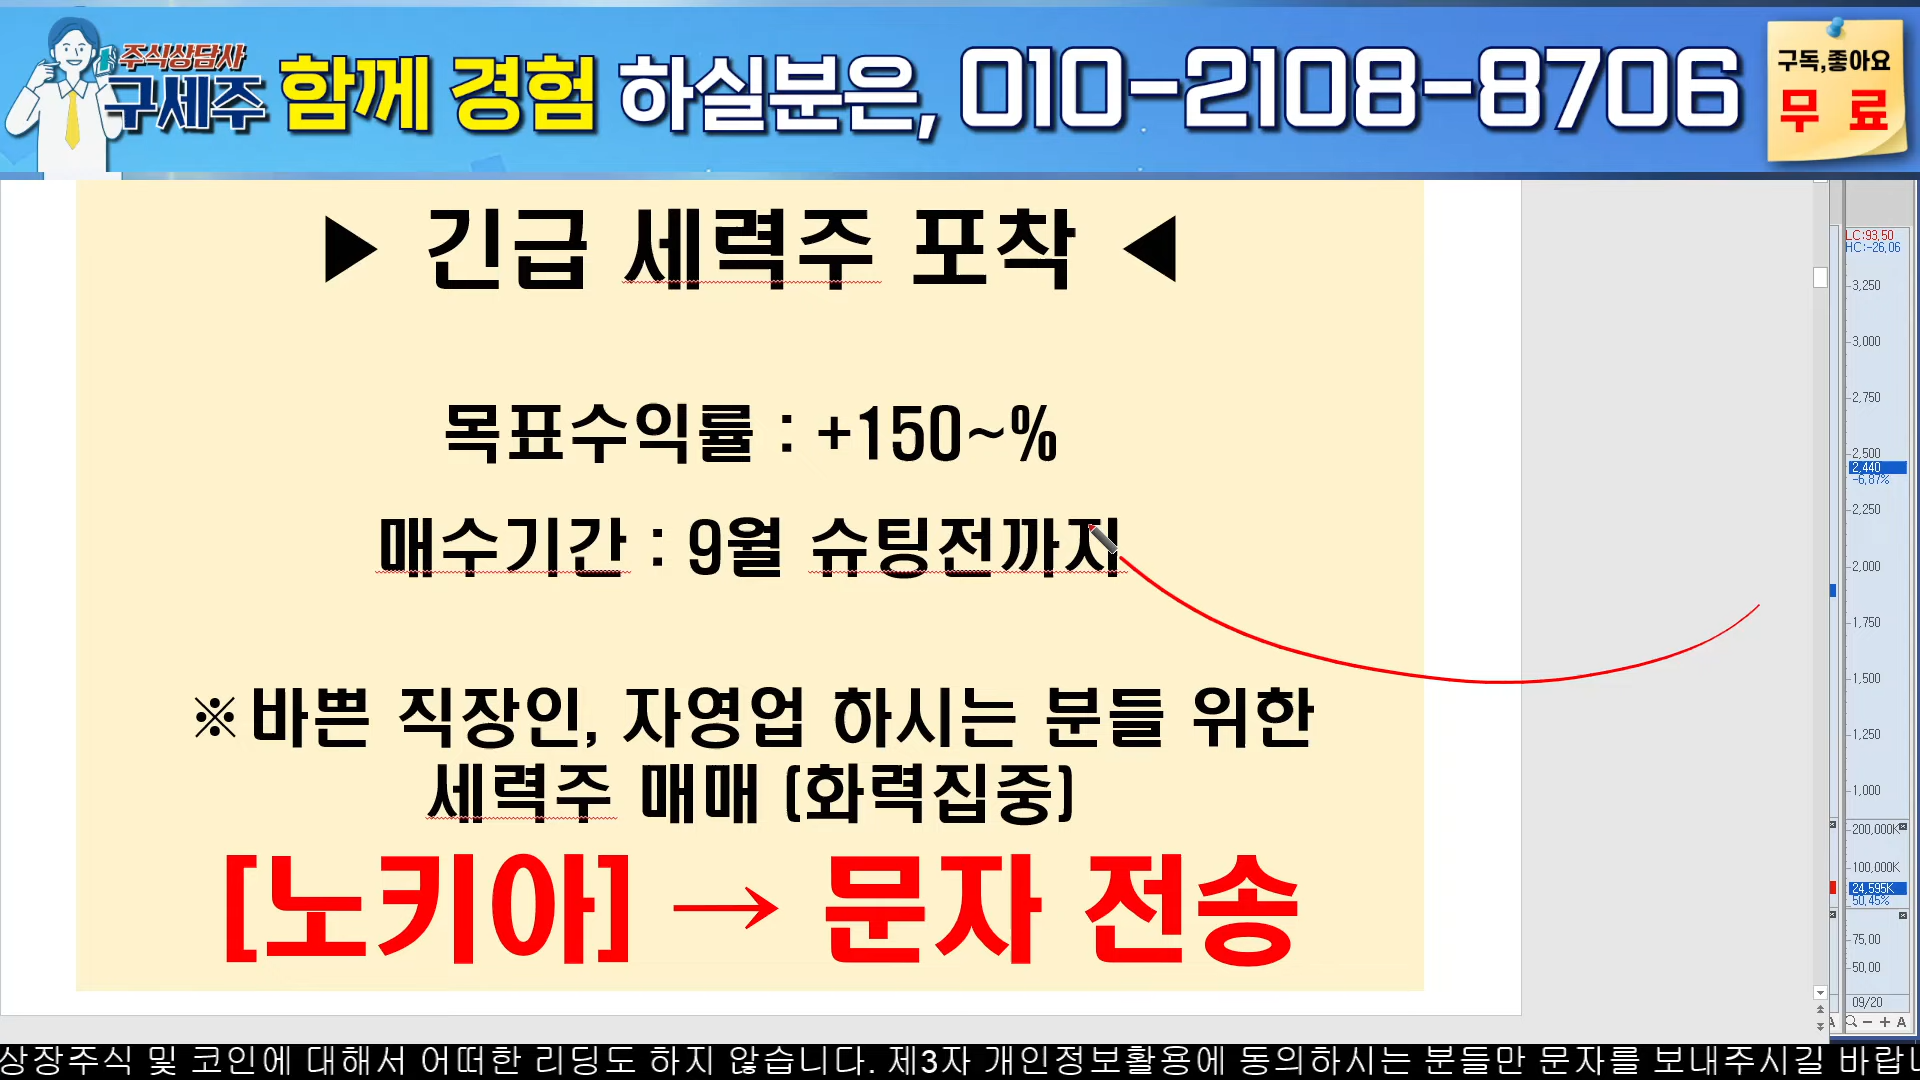 주식상담사
구세주
함께 경험 하실분은, 010-2108-8706
구독,좋아요
무 료
▶ 긴급 세력주 포착 ◀
목표수익률 : +150~%
매수기간 : 9월 슈팅전까지
※바쁜 직장인, 자영업 하시는 분들 위한
세력주 매매 (화력집중)
[노키아] → 문자 전송
LC:93.50
HC:-26.06
3,250
3,000
2,750
2,500
2,440
-6.87%
2,250
2,000
1,750
1,500
1,250
1,000
200,000K
100,000K
24,595K
50.45%
75.00
50.00
09/20
A
상장주식 및 코인에 대해서 어떠한 리딩도 하지 않습니다. 제3자 개인정보활용에 동의하시는 분들만 문자를 보내주시길 바랍니